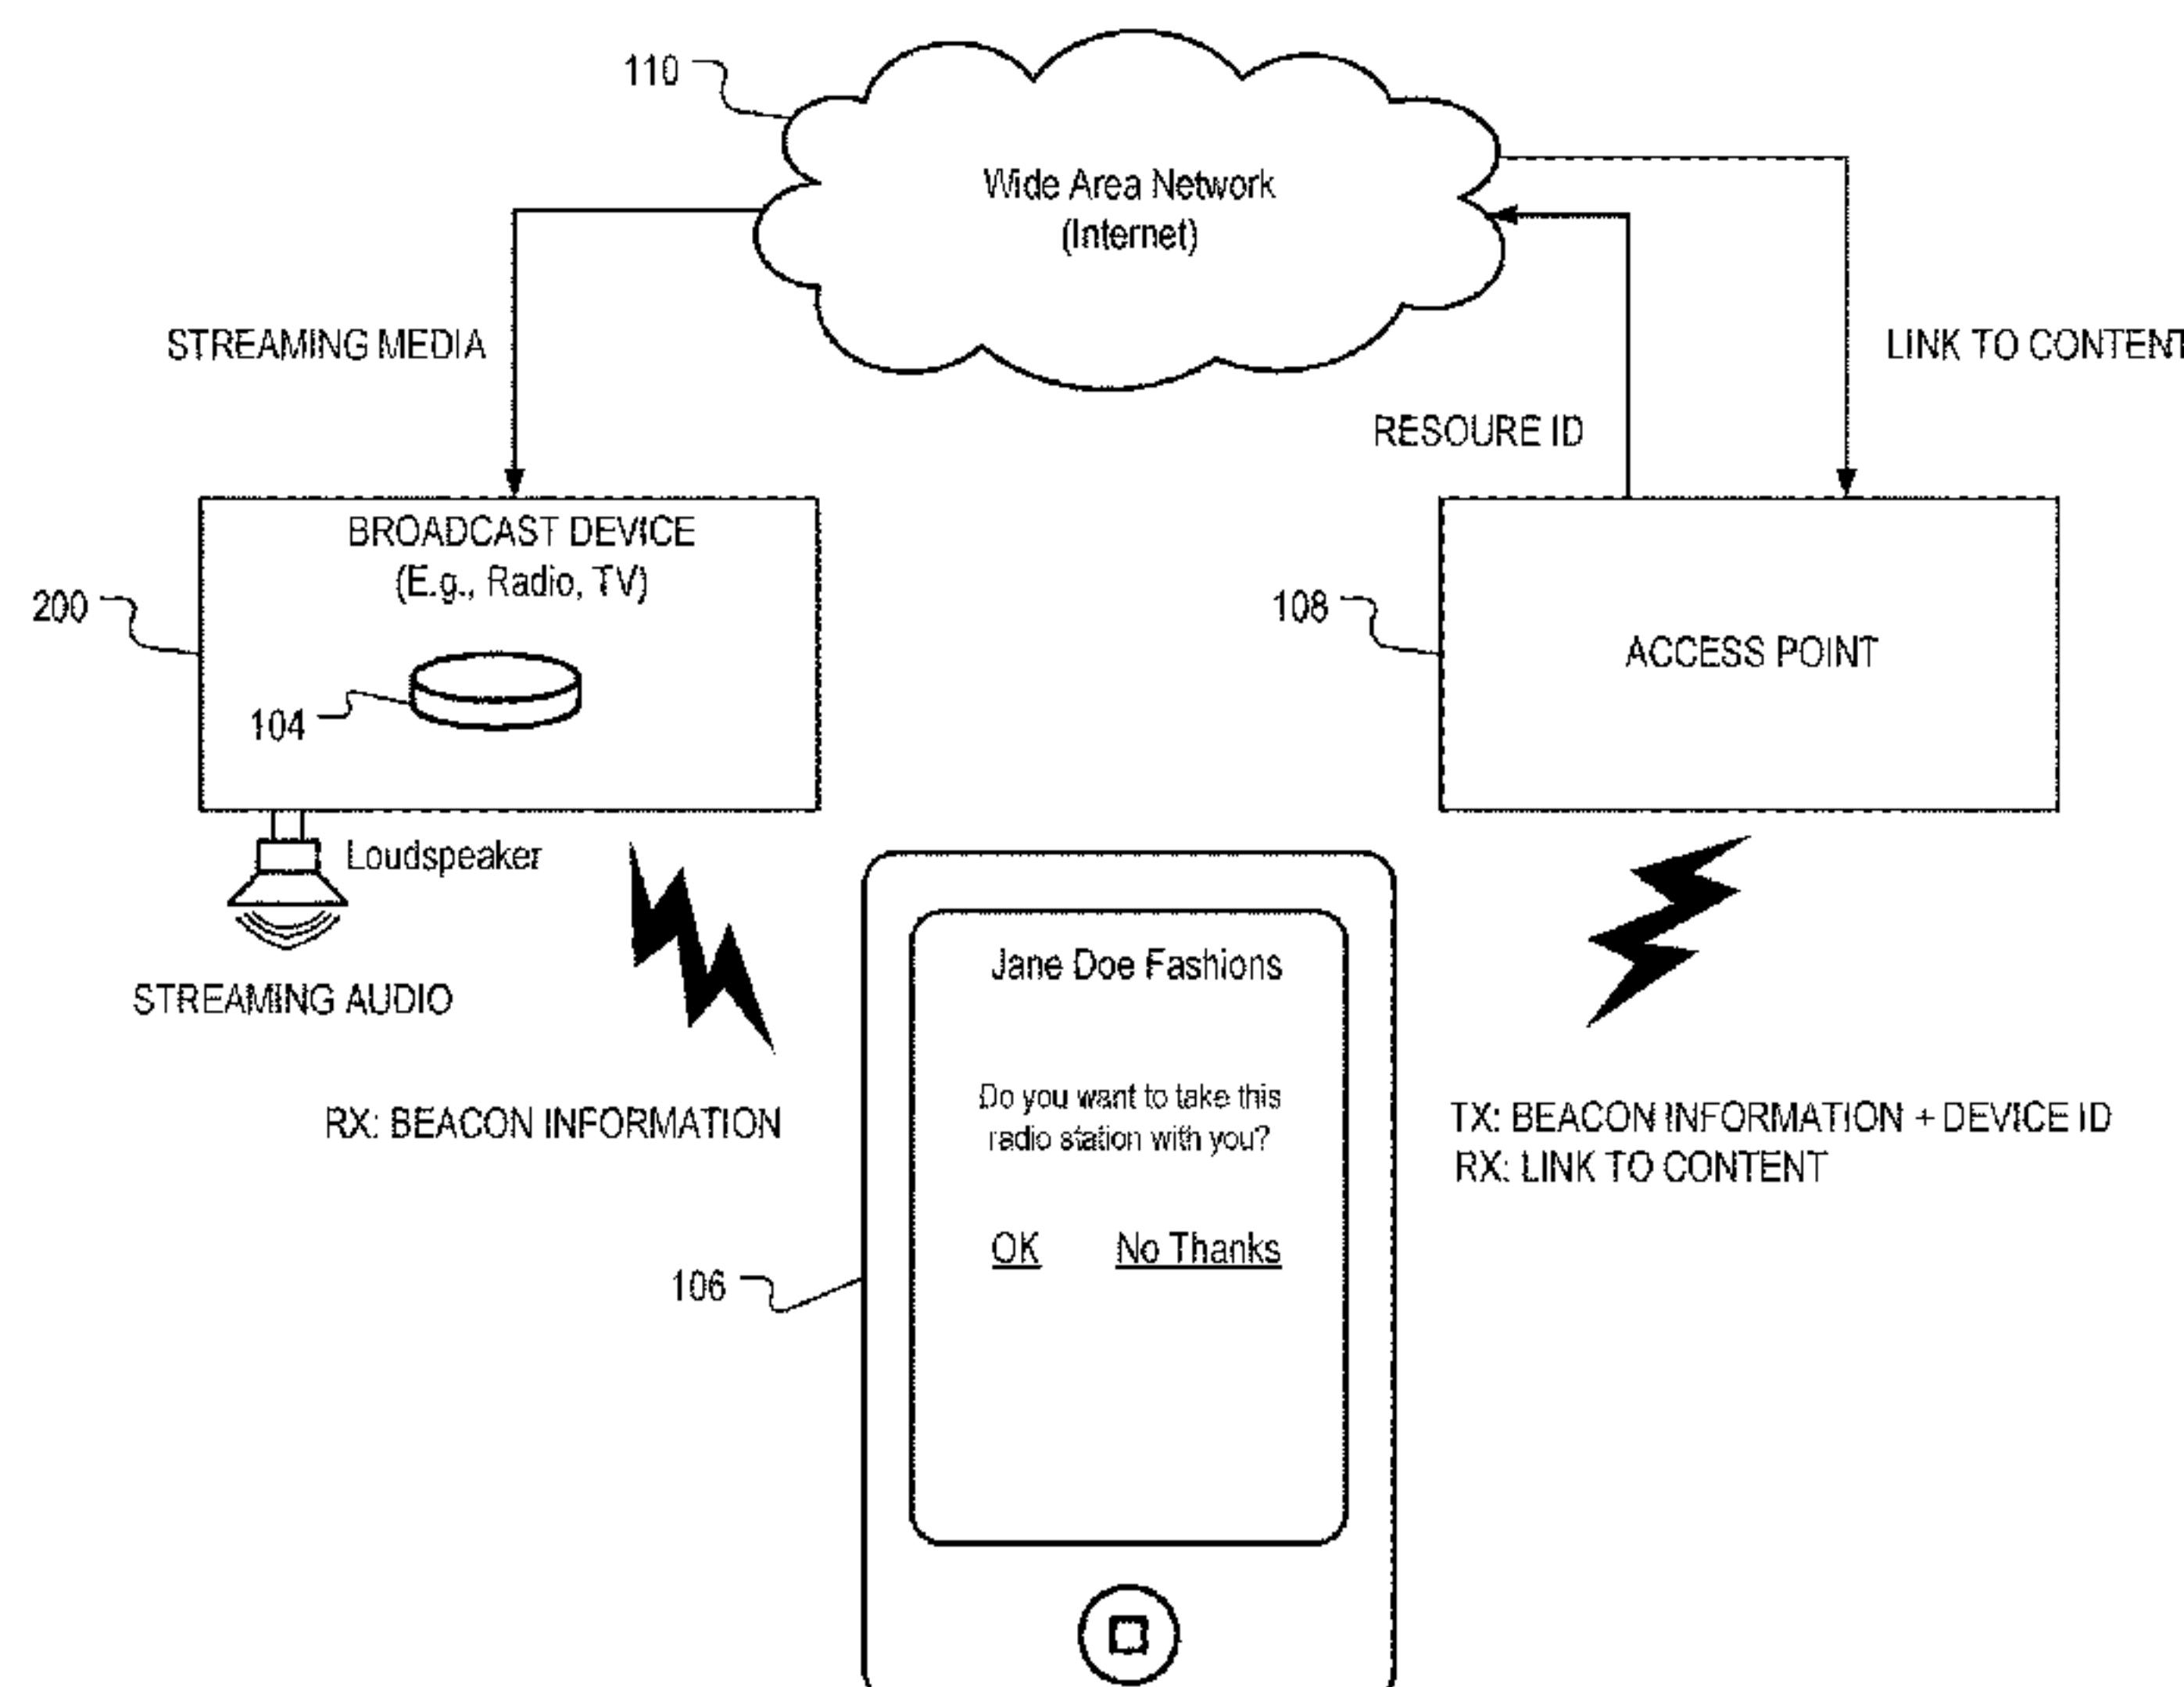 110
Wide Area Network
(Internet)
STREAMING MEDIA
LINK TO CONTENT
RESOURE ID
BROADCAST DEVICE
(E.g., Radio, TV)
200
104
108
ACCESS POINT
Loudspeaker
STREAMING AUDIO
RX: BEACON INFORMATION
Jane Doe Fashions
Do you want to take this
radio station with you?
OK No Thanks
TX: BEACON INFORMATION + DEVICE ID
RX: LINK TO CONTENT
106